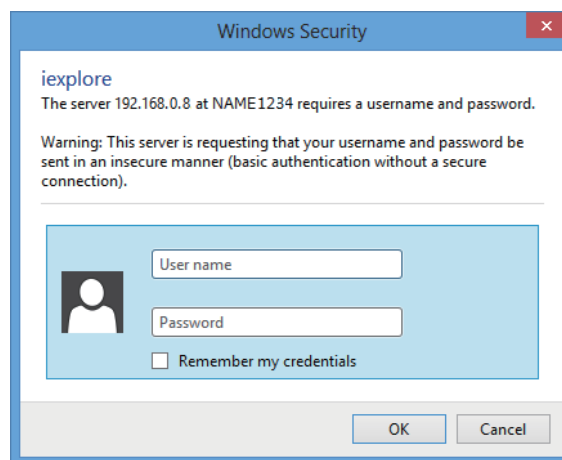 Windows Security
iexplore
The server 192.168.0.8 at NAME1234 requires a username and password.
Warning: This server is requesting that your username and password be
sent in an insecure manner (basic authentication without a secure
connection).
User name
Password
Remember my credentials
OK Cancel